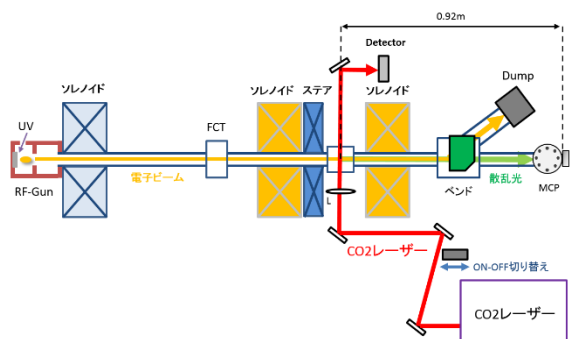 0.92m
Detector
Dump
ソレノイド
ソレノイド
ステア
ソレノイド
UV
FCT
RF-Gun
電子ビーム
L
ベンド
散乱光
MCP
CO2レーザー
ON-OFF切り替え
CO2レーザー